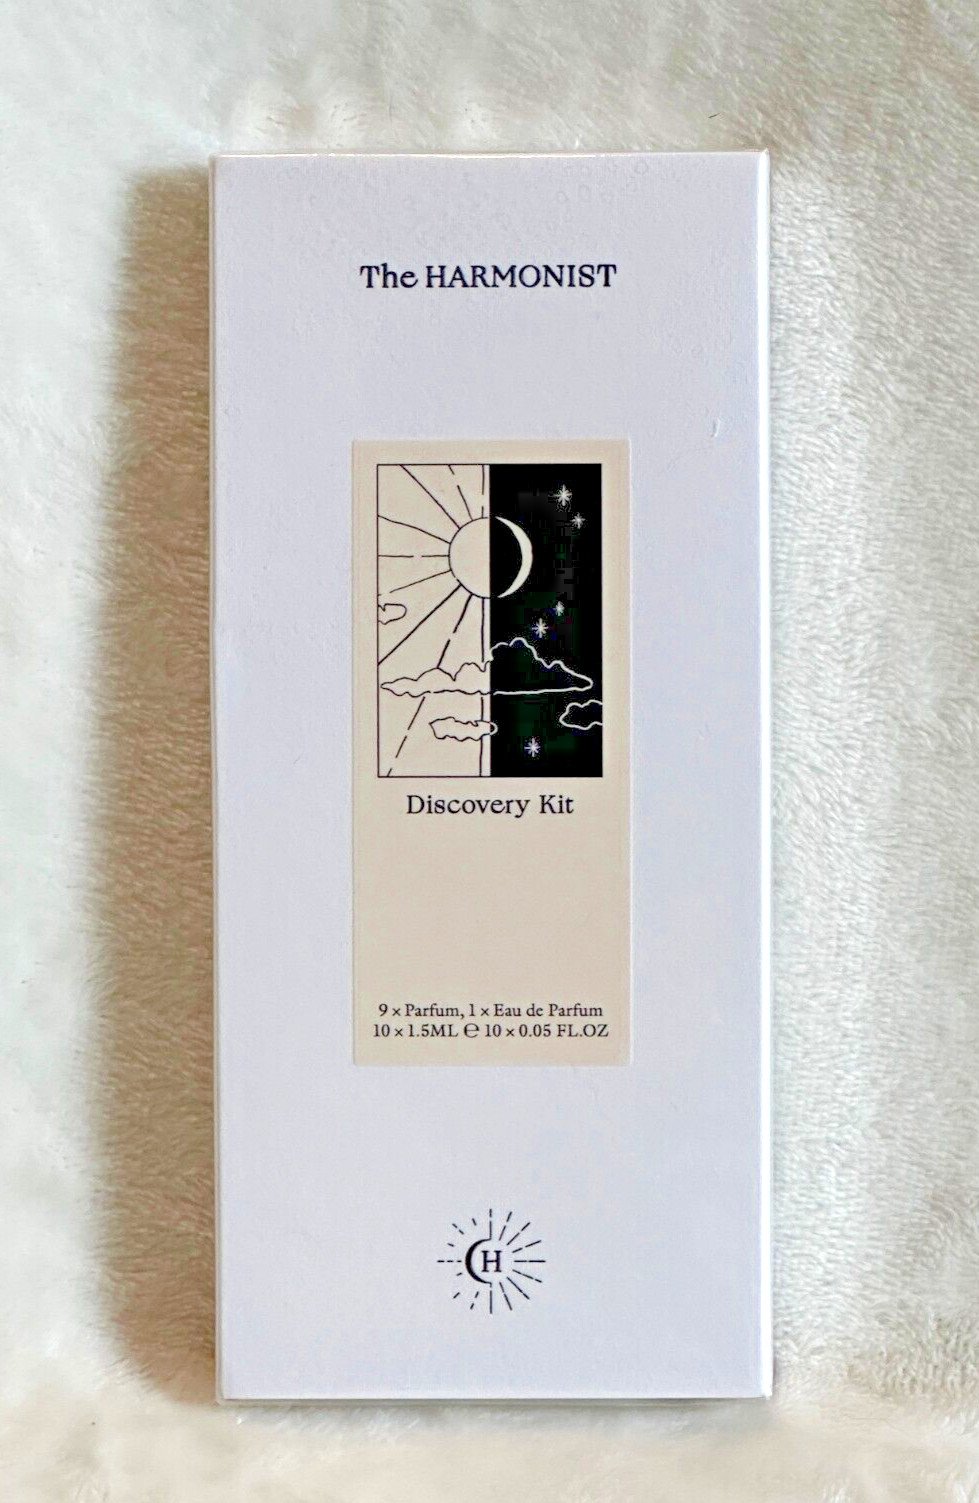 The HARMONIST
Discovery Kit
9 × Parfum, 1 × Eau de Parfum
10 × 1.5ML ℮ 10 × 0.05 FL.OZ
H